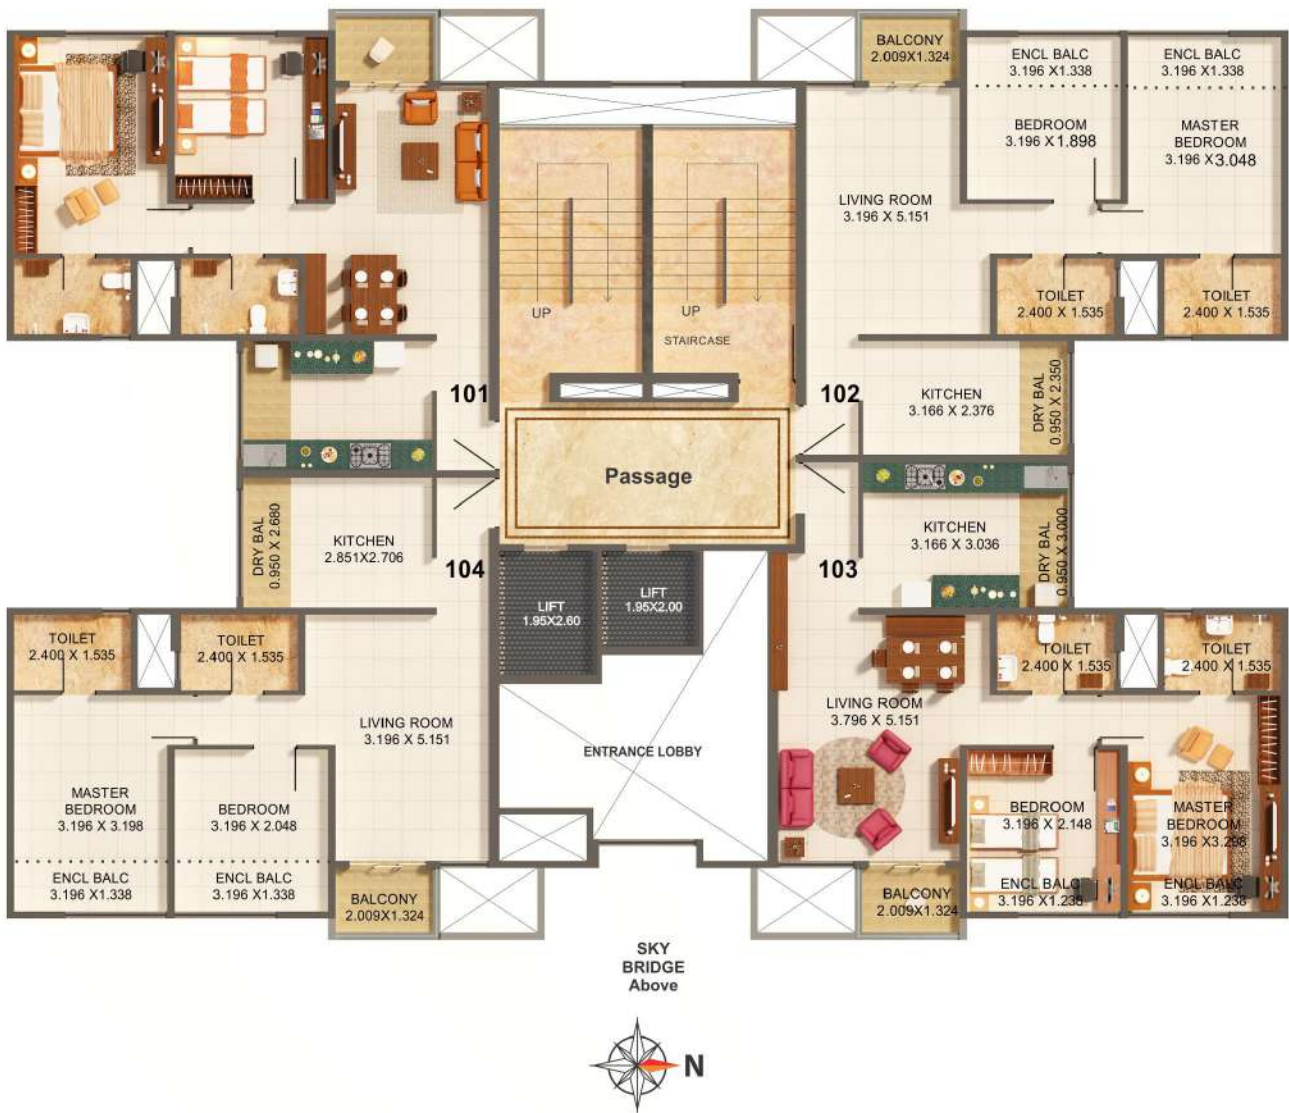 BALCONY
2.009X1.324
ENCL BALC
3.196 X1.338
ENCL BALC
3.196 X1.338
BEDROOM
3.196 X 1.898
MASTER
BEDROOM
3.196 X3.048
LIVING ROOM
3.196 X 5.151
TOILET
2.400 X 1.535
TOILET
2.400 X 1.535
UP
UP
STAIRCASE
101
102
KITCHEN
3.166 X 2.376
DRY BAL
0.950 X 2.350
Passage
DRY BAL
0.950 X 2.680
KITCHEN
2.851X2.706
104
103
KITCHEN
3.166 X 3.036
DRY BAL
0.950 X 3.000
LIFT
1.95X2.60
LIFT
1.95X2.00
TOILET
2.400 X 1.535
TOILET
2.400 X 1.535
TOILET
2.400 X 1.535
TOILET
2.400 X 1.535
LIVING ROOM
3.196 X 5.151
LIVING ROOM
3.796 X 5.151
ENTRANCE LOBBY
MASTER
BEDROOM
3.196 X 3.198
BEDROOM
3.196 X 2.048
BEDROOM
3.196 X 2.148
MASTER
BEDROOM
3.196 X3.298
ENCL BALC
3.196 X1.338
ENCL BALC
3.196 X1.338
BALCONY
2.009X1.324
BALCONY
2.009X1.324
ENCL BALC
3.196 X1.238
ENCL BALC
3.196 X1.238
SKY
BRIDGE
Above
N